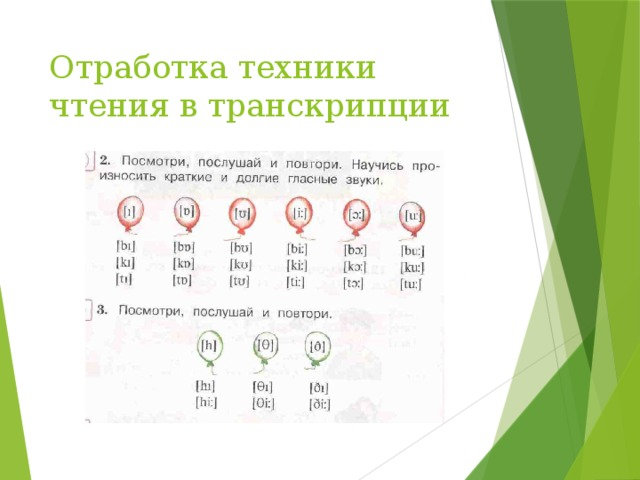 Отработка техники
чтения в транскрипции
2. Посмотри, послушай и повтори. Научись про-
износить краткие и долгие гласные звуки.
[ɪ] [ɒ] [ʊ] [iː] [ɔː] [uː]
[bɪ] [bɒ] [bʊ] [biː] [bɔː] [buː]
[kɪ] [kɒ] [kʊ] [kiː] [kɔː] [kuː]
[tɪ] [tɒ] [tʊ] [tiː] [tɔː] [tuː]
3. Посмотри, послушай и повтори.
[h] [θ] [ð]
[hɪ] [θɪ] [ðɪ]
[hiː] [θiː] [ðiː]